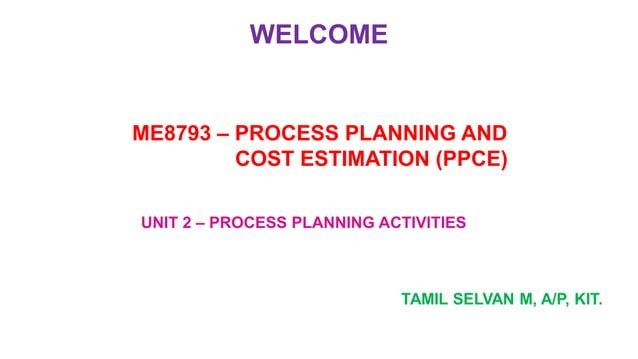 WELCOME
ME8793 – PROCESS PLANNING AND
COST ESTIMATION (PPCE)
UNIT 2 – PROCESS PLANNING ACTIVITIES
TAMIL SELVAN M, A/P, KIT.